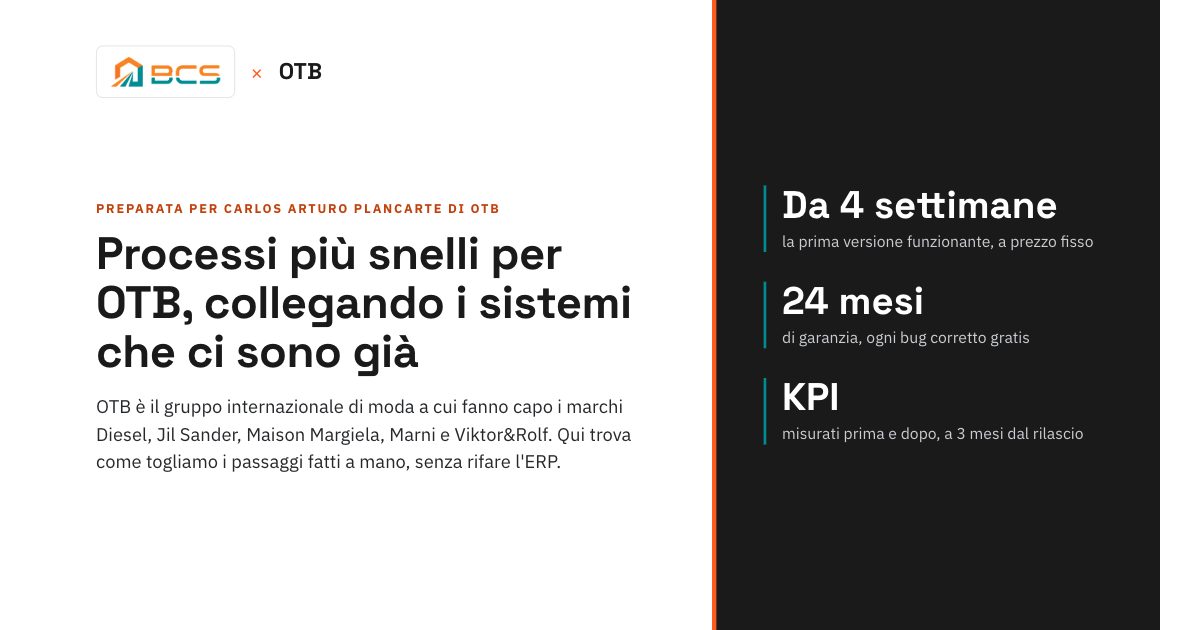 BCS × OTB
PREPARATA PER CARLOS ARTURO PLANCARTE DI OTB
Processi più snelli per
OTB, collegando i sistemi
che ci sono già
OTB è il gruppo internazionale di moda a cui fanno capo i marchi
Diesel, Jil Sander, Maison Margiela, Marni e Viktor&Rolf. Qui trova
come togliamo i passaggi fatti a mano, senza rifare l'ERP.
Da 4 settimane
la prima versione funzionante, a prezzo fisso
24 mesi
di garanzia, ogni bug corretto gratis
KPI
misurati prima e dopo, a 3 mesi dal rilascio